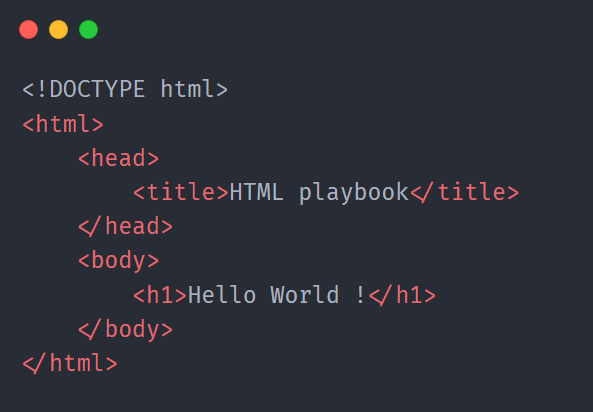 <!DOCTYPE html>
<html>
    <head>
        <title>HTML playbook</title>
    </head>
    <body>
        <h1>Hello World !</h1>
    </body>
</html>